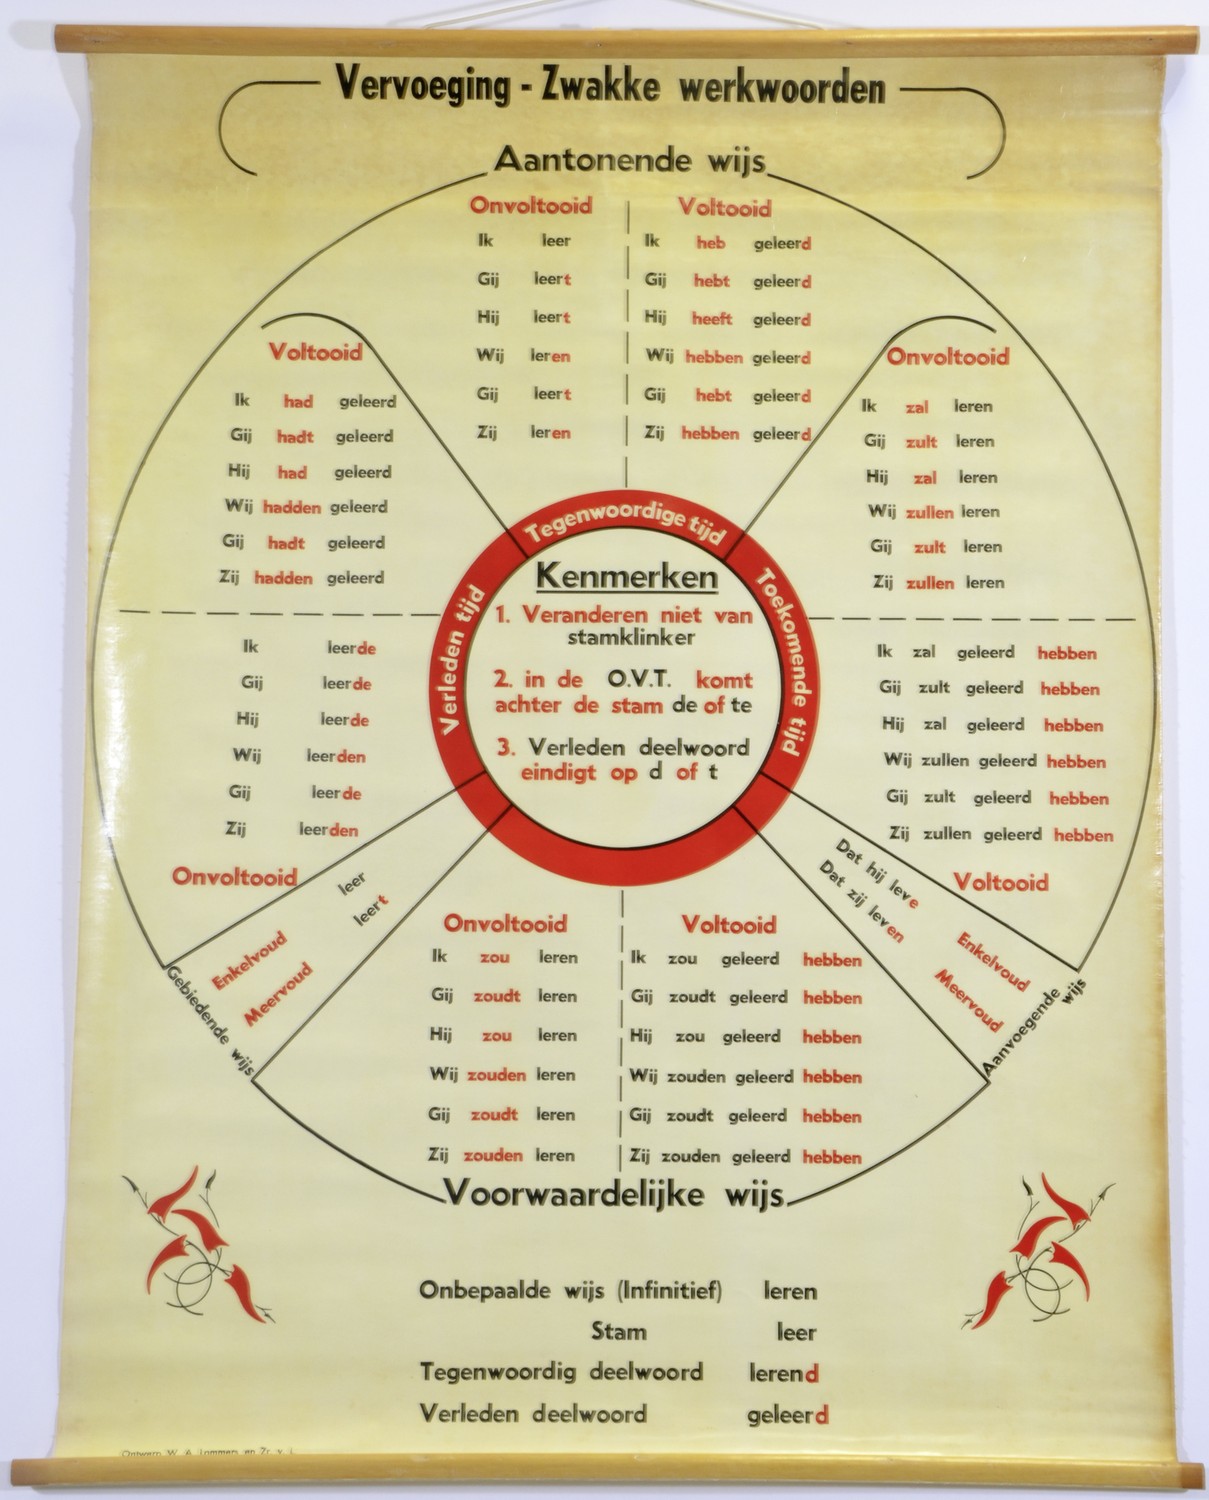 Vervoeging - Zwakke werkwoorden
Aantonende wijs
Onvoltooid
Ik leer
Gij leert
Hij leert
Wij leren
Gij leert
Zij leren
Voltooid
Ik heb geleerd
Gij hebt geleerd
Hij heeft geleerd
Wij hebben geleerd
Gij hebt geleerd
Zij hebben geleerd
Voltooid
Ik had geleerd
Gij hadt geleerd
Hij had geleerd
Wij hadden geleerd
Gij hadt geleerd
Zij hadden geleerd
Onvoltooid
Ik zal leren
Gij zult leren
Hij zal leren
Wij zullen leren
Gij zult leren
Zij zullen leren
Tegenwoordige tijd
Verleden tijd
Toekomende tijd
Kenmerken
1. Veranderen niet van
stamklinker
2. in de O.V.T. komt
achter de stam de of te
3. Verleden deelwoord
eindigt op d of t
Ik leerde
Gij leerde
Hij leerde
Wij leerden
Gij leerde
Zij leerden
Onvoltooid
Ik zal geleerd hebben
Gij zult geleerd hebben
Hij zal geleerd hebben
Wij zullen geleerd hebben
Gij zult geleerd hebben
Zij zullen geleerd hebben
Voltooid
Enkelvoud leer
Meervoud leert
Gebiedende wijs
Dat hij leve Enkelvoud
Dat zij leven Meervoud
Aanvoegende wijs
Onvoltooid
Ik zou leren
Gij zoudt leren
Hij zou leren
Wij zouden leren
Gij zoudt leren
Zij zouden leren
Voltooid
Ik zou geleerd hebben
Gij zoudt geleerd hebben
Hij zou geleerd hebben
Wij zouden geleerd hebben
Gij zoudt geleerd hebben
Zij zouden geleerd hebben
Voorwaardelijke wijs
Onbepaalde wijs (Infinitief) leren
Stam leer
Tegenwoordig deelwoord lerend
Verleden deelwoord geleerd
Ontwerp W. A. en Zr. v. l.